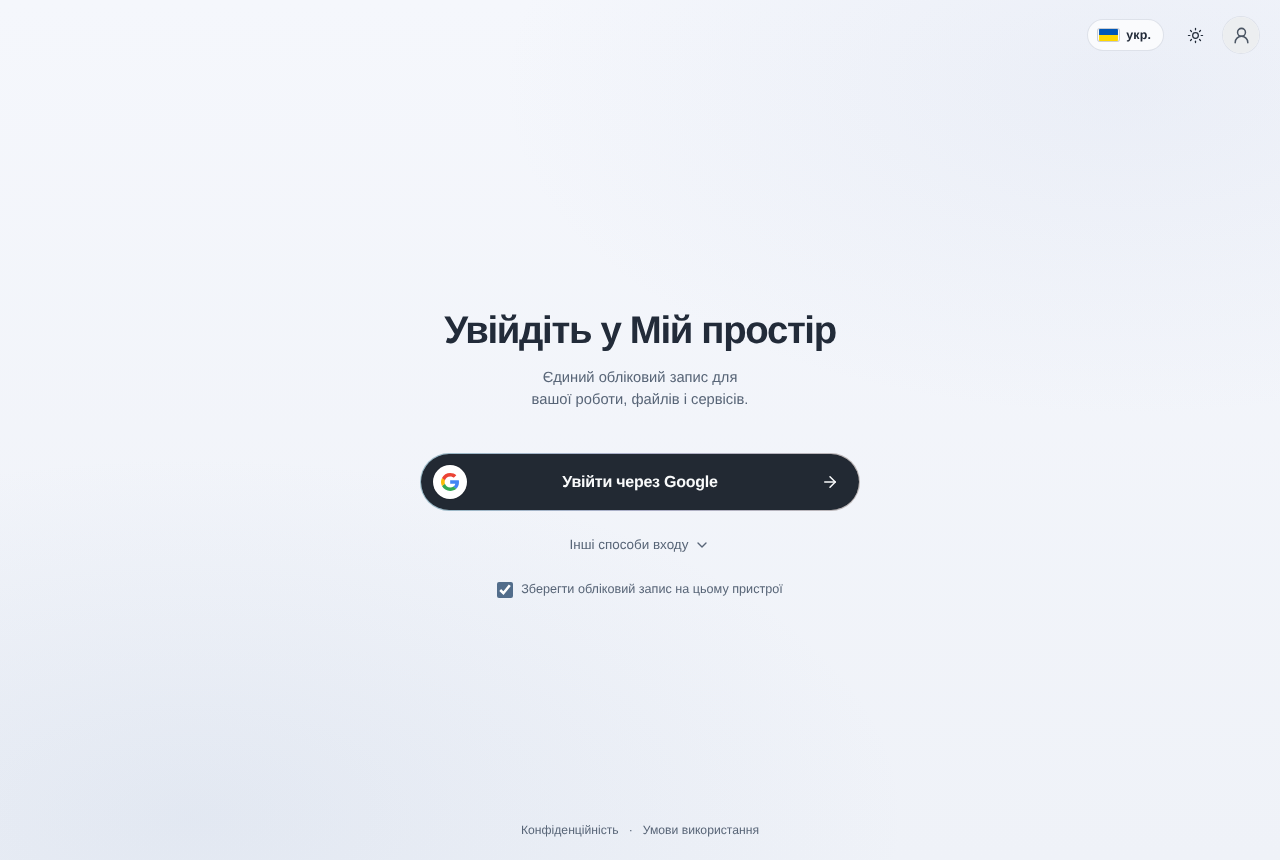 укр.
Увійдіть у Мій простір
Єдиний обліковий запис для
вашої роботи, файлів і сервісів.
Увійти через Google
Інші способи входу
Зберегти обліковий запис на цьому пристрої
Конфіденційність · Умови використання